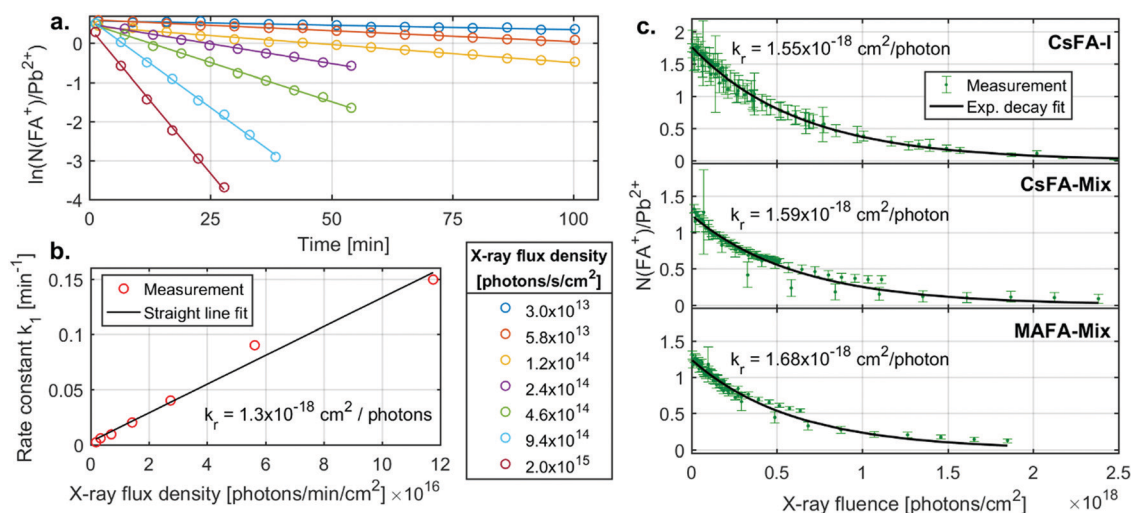 a.
ln(N(FA⁺)/Pb²⁺)
0
-1
-2
-3
-4
0
25
50
75
100
Time [min]
b.
Rate constant k₁ [min⁻¹]
0.15
0.1
0.05
0
Measurement
Straight line fit
kᵣ = 1.3x10⁻¹⁸ cm² / photons
0
2
4
6
8
10
12
X-ray flux density [photons/min/cm²] ×10¹⁶
X-ray flux density
[photons/s/cm²]
3.0x10¹³
5.8x10¹³
1.2x10¹⁴
2.4x10¹⁴
4.6x10¹⁴
9.4x10¹⁴
2.0x10¹⁵
c.
N(FA⁺)/Pb²⁺
2
1.5
1
0.5
0
kᵣ = 1.55x10⁻¹⁸ cm²/photon
CsFA-I
Measurement
Exp. decay fit
1.5
1
0.5
0
kᵣ = 1.59x10⁻¹⁸ cm²/photon
CsFA-Mix
1.5
1
0.5
0
kᵣ = 1.68x10⁻¹⁸ cm²/photon
MAFA-Mix
0
0.5
1
1.5
2
2.5
X-ray fluence [photons/cm²]
×10¹⁸